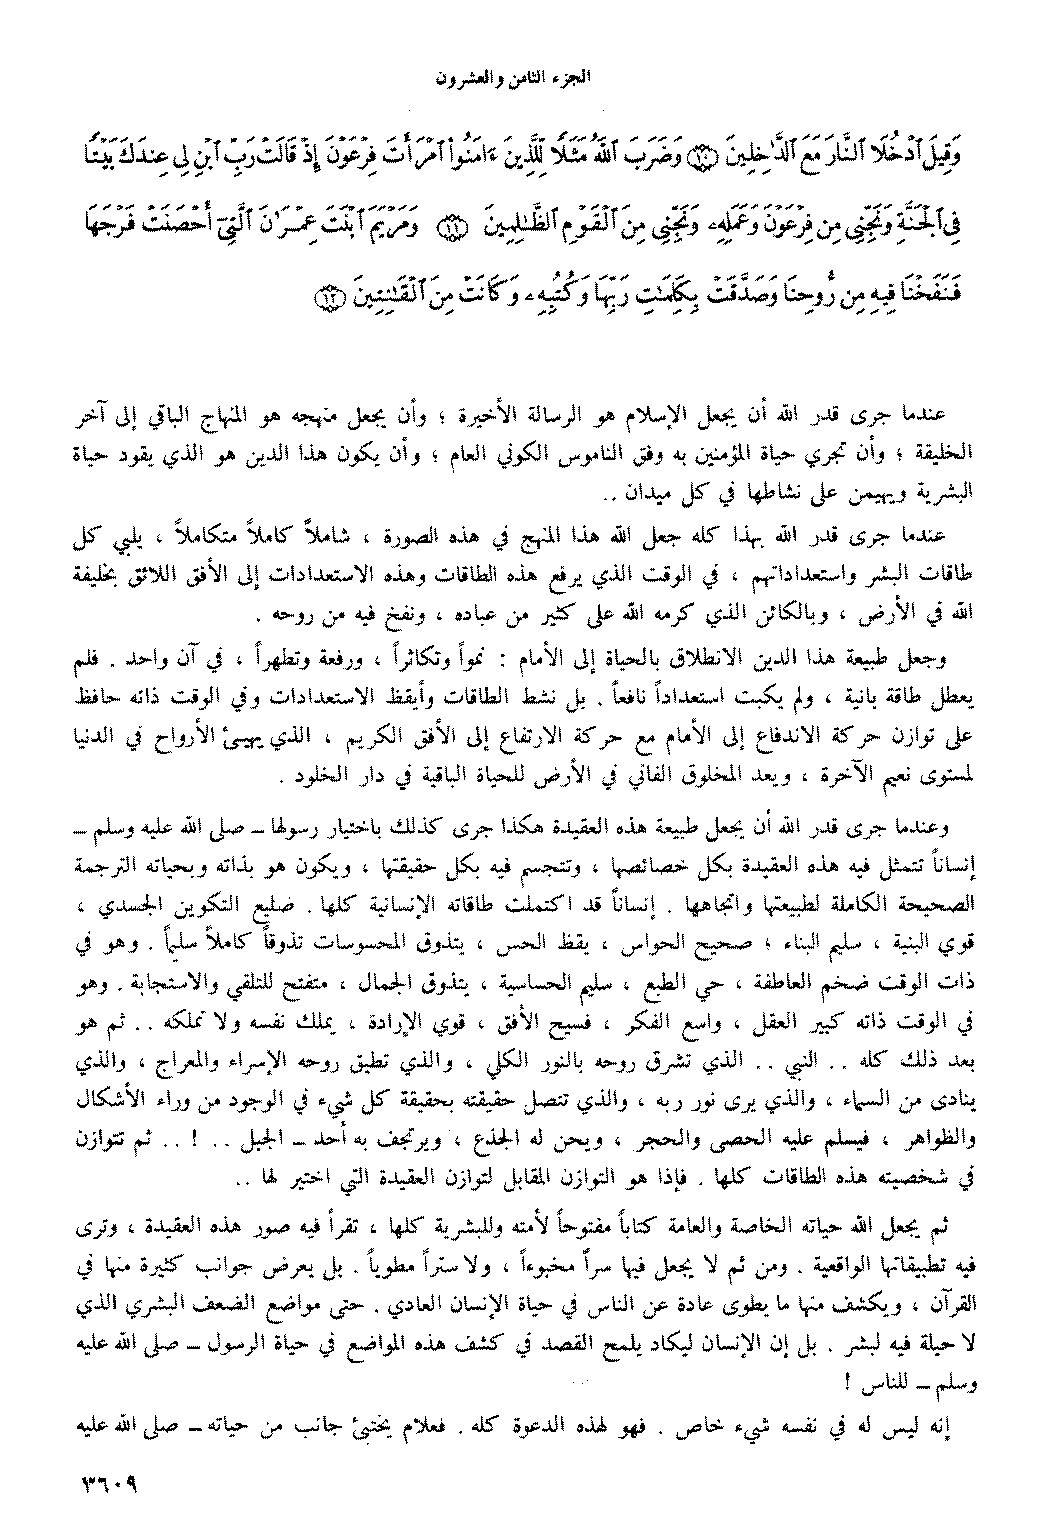 الجزء الثامن والعشرون
وَقِيلَ ٱدْخُلَا ٱلنَّارَ مَعَ ٱلدَّٰخِلِينَ ﴿١٠﴾ وَضَرَبَ ٱللَّهُ مَثَلًا لِّلَّذِينَ ءَامَنُوا۟ ٱمْرَأَتَ فِرْعَوْنَ إِذْ قَالَتْ رَبِّ ٱبْنِ لِى عِندَكَ بَيْتًا
فِى ٱلْجَنَّةِ وَنَجِّنِى مِن فِرْعَوْنَ وَعَمَلِهِۦ وَنَجِّنِى مِنَ ٱلْقَوْمِ ٱلظَّٰلِمِينَ ﴿١١﴾ وَمَرْيَمَ ٱبْنَتَ عِمْرَٰنَ ٱلَّتِىٓ أَحْصَنَتْ فَرْجَهَا
فَنَفَخْنَا فِيهِ مِن رُّوحِنَا وَصَدَّقَتْ بِكَلِمَٰتِ رَبِّهَا وَكُتُبِهِۦ وَكَانَتْ مِنَ ٱلْقَٰنِتِينَ ﴿١٢﴾
عندما جرى قدر الله أن يجعل الإسلام هو الرسالة الأخيرة ؛ وأن يجعل منهجه هو المنهاج الباقي إلى آخر
الخليقة ؛ وأن تجري حياة المؤمنين به وفق الناموس الكوني العام ؛ وأن يكون هذا الدين هو الذي يقود حياة
البشرية ويهيمن على نشاطها في كل ميدان ..
عندما جرى قدر الله بهذا كله جعل الله هذا المنهج في هذه الصورة ، شاملاً كاملاً متكاملاً ، يلبي كل
طاقات البشر واستعداداتهم ، في الوقت الذي يرفع هذه الطاقات وهذه الاستعدادات إلى الأفق اللائق بخليفة
الله في الأرض ، وبالكائن الذي كرمه الله على كثير من عباده ، ونفخ فيه من روحه .
وجعل طبيعة هذا الدين الانطلاق بالحياة إلى الأمام : نمواً وتكاثراً ، ورفعة وتطهراً ، في آن واحد . فلم
يعطل طاقة بانية ، ولم يكبت استعداداً نافعاً . بل نشط الطاقات وأيقظ الاستعدادات وفي الوقت ذاته حافظ
على توازن حركة الاندفاع إلى الأمام مع حركة الارتفاع إلى الأفق الكريم ، الذي يهيئ الأرواح في الدنيا
لمستوى نعيم الآخرة ، ويعد المخلوق الفاني في الأرض للحياة الباقية في دار الخلود .
وعندما جرى قدر الله أن يجعل طبيعة هذه العقيدة هكذا جرى كذلك باختيار رسولها ـ صلى الله عليه وسلم ـ
إنساناً تتمثل فيه هذه العقيدة بكل خصائصها ، وتتجسم فيه بكل حقيقتها ، ويكون هو بذاته وبحياته الترجمة
الصحيحة الكاملة لطبيعتها واتجاهها . إنساناً قد اكتملت طاقاته الإنسانية كلها . ضليع التكوين الجسدي ،
قوي البنية ، سليم البناء ؛ صحيح الحواس ، يقظ الحس ، يتذوق المحسوسات تذوقاً كاملاً سليماً . وهو في
ذات الوقت ضخم العاطفة ، حي الطبع ، سليم الحساسية ، يتذوق الجمال ، متفتح للتلقي والاستجابة . وهو
في الوقت ذاته كبير العقل ، واسع الفكر ، فسيح الأفق ، قوي الإرادة ، يملك نفسه ولا تملكه .. ثم هو
بعد ذلك كله .. النبي .. الذي تشرق روحه بالنور الكلي ، والذي تطيق روحه الإسراء والمعراج ، والذي
ينادى من السماء ، والذي يرى نور ربه ، والذي تتصل حقيقته بحقيقة كل شيء في الوجود من وراء الأشكال
والظواهر ، فيسلم عليه الحصى والحجر ، ويحن له الجذع ، ويرتجف به أحد ـ الجبل .. ! .. ثم تتوازن
في شخصيته هذه الطاقات كلها . فإذا هو التوازن المقابل لتوازن العقيدة التي اختير لها ..
ثم يجعل الله حياته الخاصة والعامة كتاباً مفتوحاً لأمته وللبشرية كلها ، تقرأ فيه صور هذه العقيدة ، وترى
فيه تطبيقاتها الواقعية . ومن ثم لا يجعل فيها سراً مخبوءاً ، ولا ستراً مطوياً . بل يعرض جوانب كثيرة منها في
القرآن ، ويكشف منها ما يطوى عادة عن الناس في حياة الإنسان العادي . حتى مواضع الضعف البشري الذي
لا حيلة فيه لبشر . بل إن الإنسان ليكاد يلمح القصد في كشف هذه المواضع في حياة الرسول ـ صلى الله عليه
وسلم ـ للناس !
إنه ليس له في نفسه شيء خاص . فهو لهذه الدعوة كله . فعلام يختبئ جانب من حياته ـ صلى الله عليه
٣٦٠٩